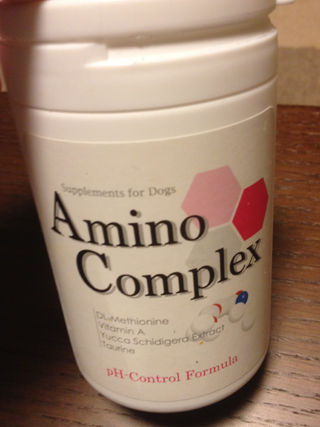 Supplements for Dogs
Amino
Complex
DL-Methionine
Vitamin A
Yucca Schidigera Extract
Taurine
pH-Control Formula